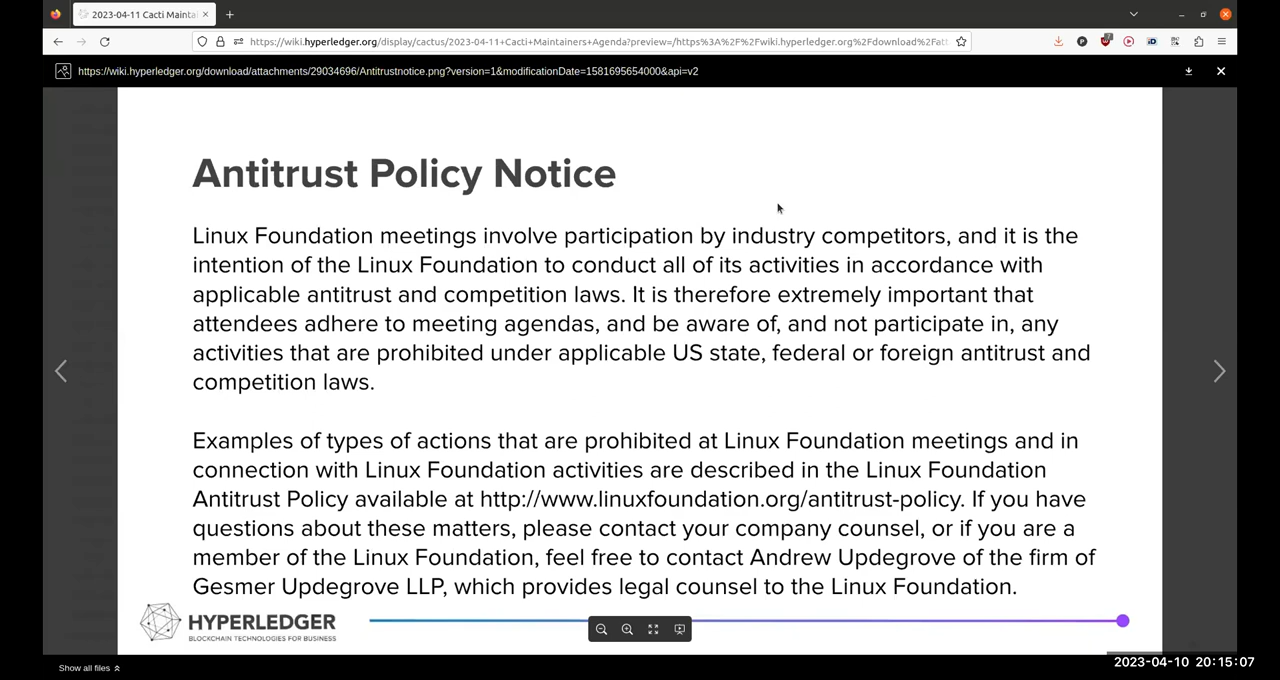 2023-04-11 Cacti Mainta
https://wiki.hyperledger.org/display/cactus/2023-04-11+Cacti+Maintainers+Agenda?preview=/https%3A%2F%2Fwiki.hyperledger.org%2Fdownload%2Fatt
https://wiki.hyperledger.org/download/attachments/29034696/Antitrustnotice.png?version=1&modificationDate=1581695654000&api=v2
Antitrust Policy Notice
Linux Foundation meetings involve participation by industry competitors, and it is the
intention of the Linux Foundation to conduct all of its activities in accordance with
applicable antitrust and competition laws. It is therefore extremely important that
attendees adhere to meeting agendas, and be aware of, and not participate in, any
activities that are prohibited under applicable US state, federal or foreign antitrust and
competition laws.
Examples of types of actions that are prohibited at Linux Foundation meetings and in
connection with Linux Foundation activities are described in the Linux Foundation
Antitrust Policy available at http://www.linuxfoundation.org/antitrust-policy. If you have
questions about these matters, please contact your company counsel, or if you are a
member of the Linux Foundation, feel free to contact Andrew Updegrove of the firm of
Gesmer Updegrove LLP, which provides legal counsel to the Linux Foundation.
HYPERLEDGER
BLOCKCHAIN TECHNOLOGIES FOR BUSINESS
Show all files
2023-04-10 20:15:07